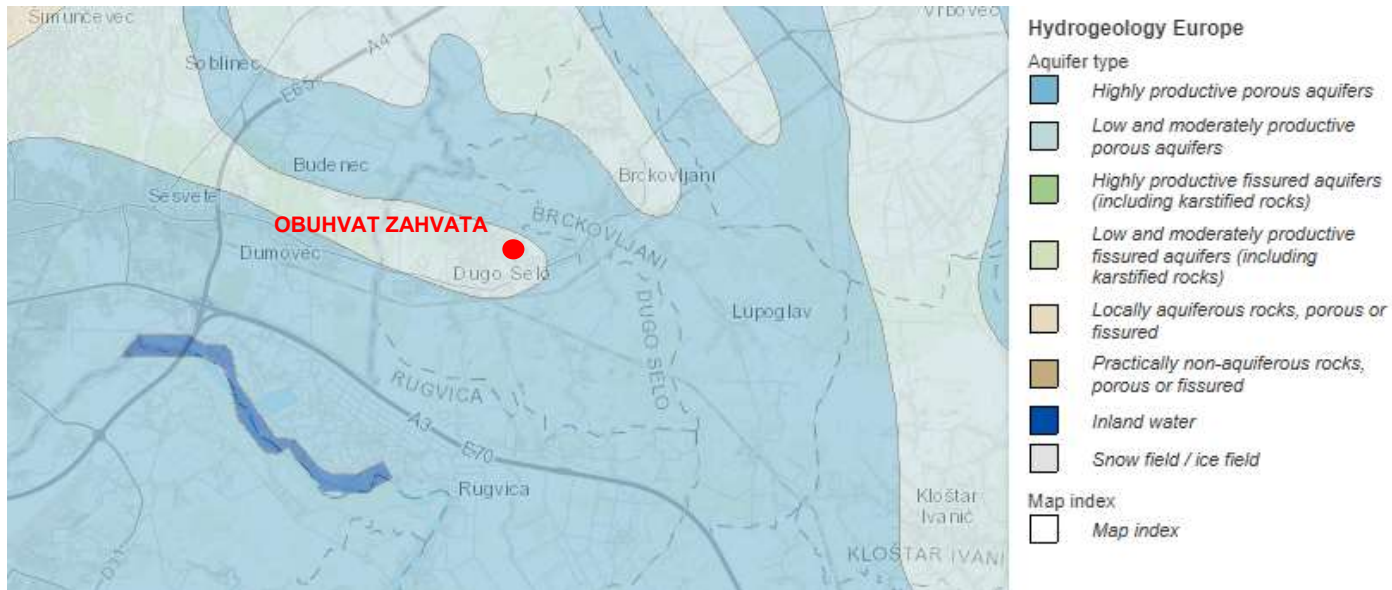 Šimunčevec
Vrbovec
A4
Soblinec
E65
Budenec
Brckovljani
Sesvete
OBUHVAT ZAHVATA
BRCKOVLJANI
Dumovec
Dugo Selo
DUGO SELO
Lupoglav
RUGVICA
A3
E70
Rugvica
Kloštar
Ivanić
D31
KLOŠTAR IVANI
Hydrogeology Europe
Aquifer type
Highly productive porous aquifers
Low and moderately productive
porous aquifers
Highly productive fissured aquifers
(including karstified rocks)
Low and moderately productive
fissured aquifers (including
karstified rocks)
Locally aquiferous rocks, porous or
fissured
Practically non-aquiferous rocks,
porous or fissured
Inland water
Snow field / ice field
Map index
Map index